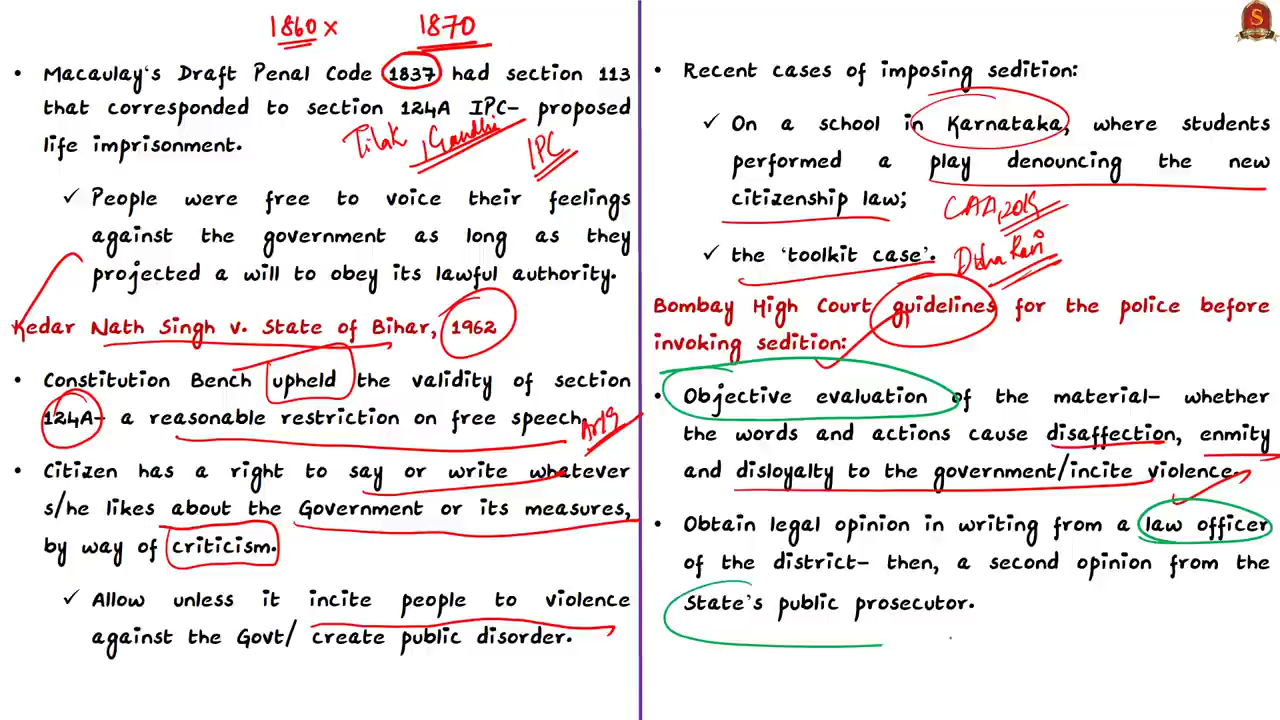 1860 x 1870
• Macaulay's Draft Penal Code 1837 had section 113
that corresponded to section 124A IPC- proposed
life imprisonment.
Tilak, Gandhi
IPC
✓ People were free to voice their feelings
against the government as long as they
projected a will to obey its lawful authority.
Kedar Nath Singh v. State of Bihar, 1962
• Constitution Bench upheld the validity of section
124A- a reasonable restriction on free speech.
Ar19
• Citizen has a right to say or write whatever
s/he likes about the Government or its measures,
by way of criticism.
✓ Allow unless it incite people to violence
against the Govt/ create public disorder.
S
• Recent cases of imposing sedition:
✓ On a school in Karnataka, where students
performed a play denouncing the new
citizenship law;
CAA, 2019
✓ the 'toolkit case'.
Disha Ravi
Bombay High Court guidelines for the police before
invoking sedition:
• Objective evaluation of the material- whether
the words and actions cause disaffection, enmity
and disloyalty to the government/incite violence.
• Obtain legal opinion in writing from a law officer
of the district- then, a second opinion from the
State's public prosecutor.